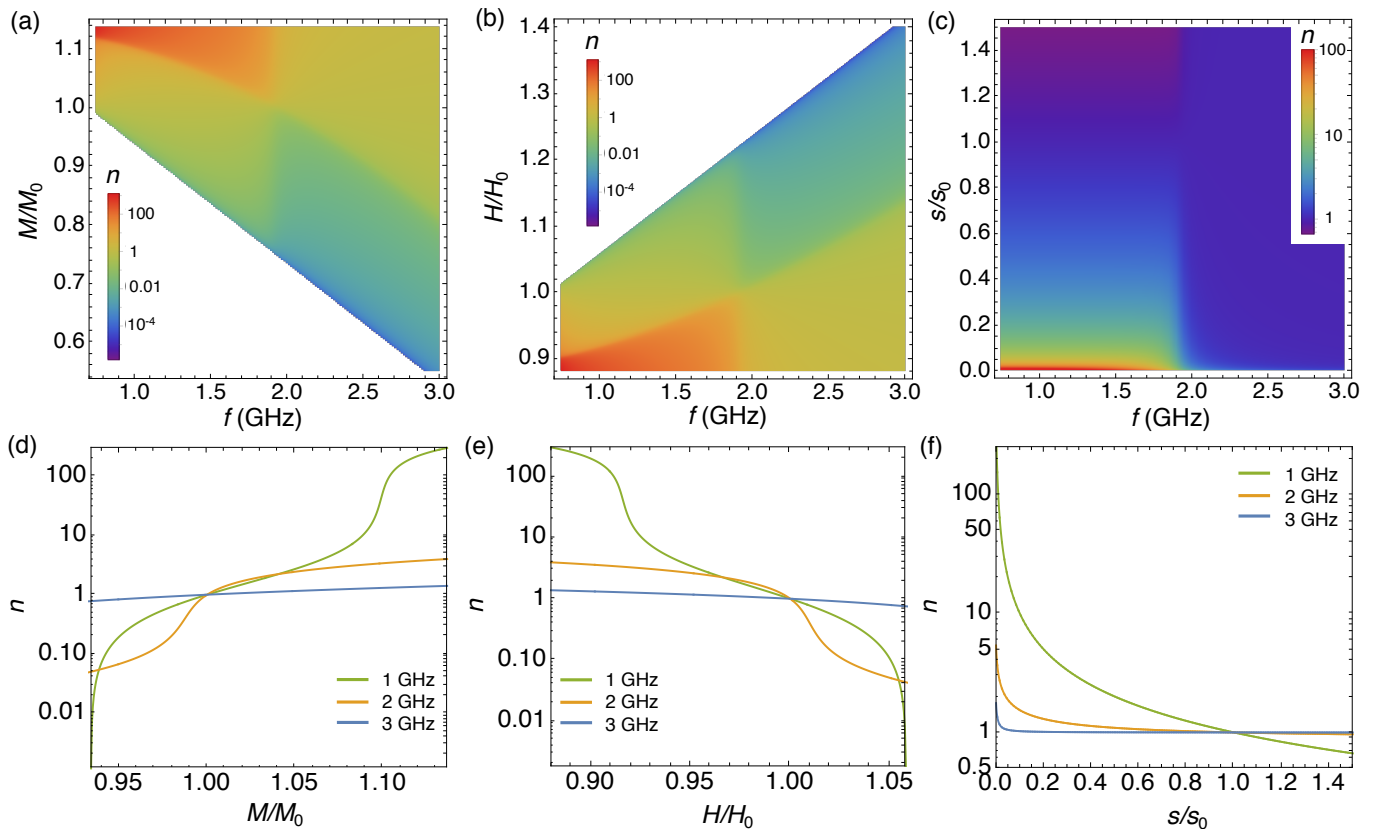 (a)
n
100
1
0.01
10-4
M/M0
1.1
1.0
0.9
0.8
0.7
0.6
1.0
1.5
2.0
2.5
3.0
f (GHz)
(b)
n
100
1
0.01
10-4
H/H0
1.4
1.3
1.2
1.1
1.0
0.9
1.0
1.5
2.0
2.5
3.0
f (GHz)
(c)
n
100
10
1
s/s0
1.4
1.2
1.0
0.8
0.6
0.4
0.2
0.0
1.0
1.5
2.0
2.5
3.0
f (GHz)
(d)
n
100
10
1
0.10
0.01
1 GHz
2 GHz
3 GHz
0.95
1.00
1.05
1.10
M/M0
(e)
n
100
10
1
0.10
0.01
1 GHz
2 GHz
3 GHz
0.90
0.95
1.00
1.05
H/H0
(f)
n
100
50
10
5
1
0.5
1 GHz
2 GHz
3 GHz
0.0
0.2
0.4
0.6
0.8
1.0
1.2
1.4
s/s0